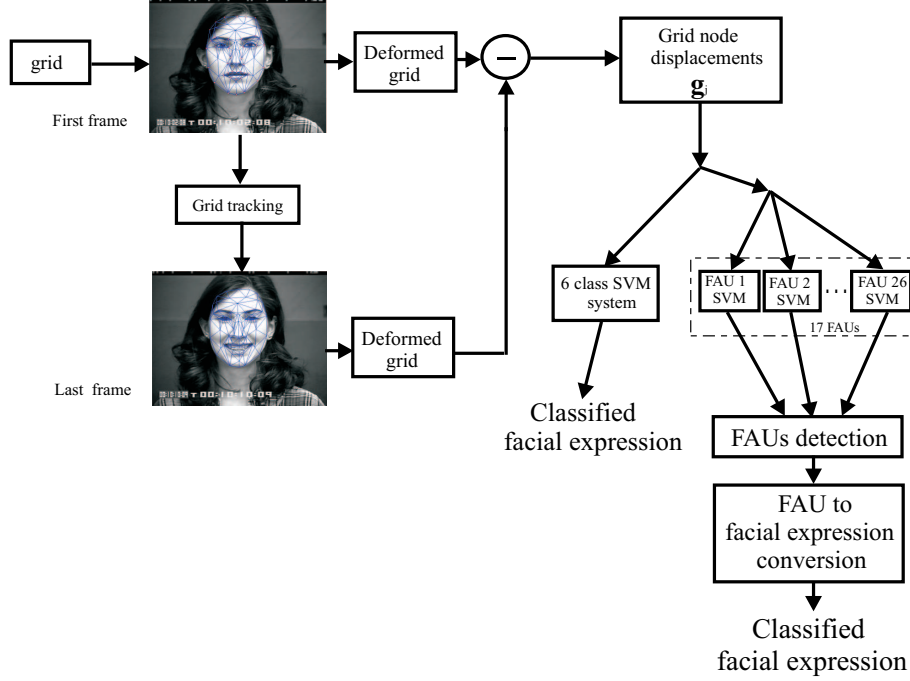 grid
First frame
Deformed
grid
−
Grid node
displacements
gj
Grid tracking
Last frame
Deformed
grid
6 class SVM
system
FAU 1
SVM
FAU 2
SVM
...
FAU 26
SVM
17 FAUs
Classified
facial expression
FAUs detection
FAU to
facial expression
conversion
Classified
facial expression